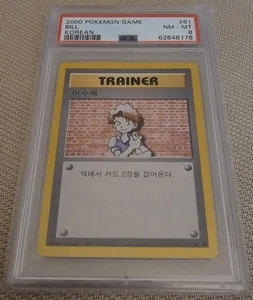 2000 POKEMON GAME #91
BILL NM - MT
KOREAN 8
PSA 62648178
TRAINER
이수재
덱에서 카드 2장을 집어온다.